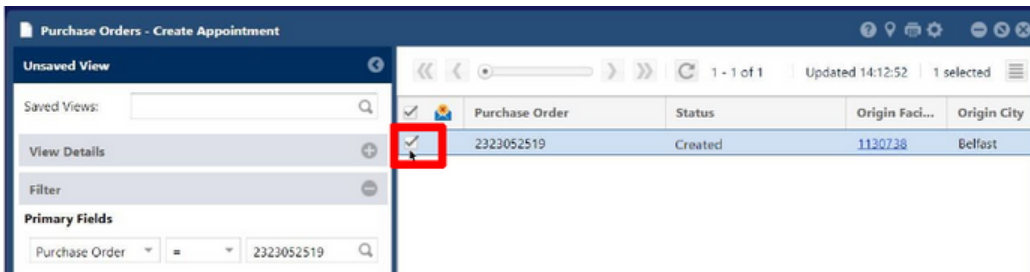 Purchase Orders - Create Appointment
Unsaved View
1 - 1 of 1 Updated 14:12:52 1 selected
Saved Views:
Purchase Order Status Origin Faci... Origin City
View Details
2323052519 Created 1130738 Belfast
Filter
Primary Fields
Purchase Order = 2323052519